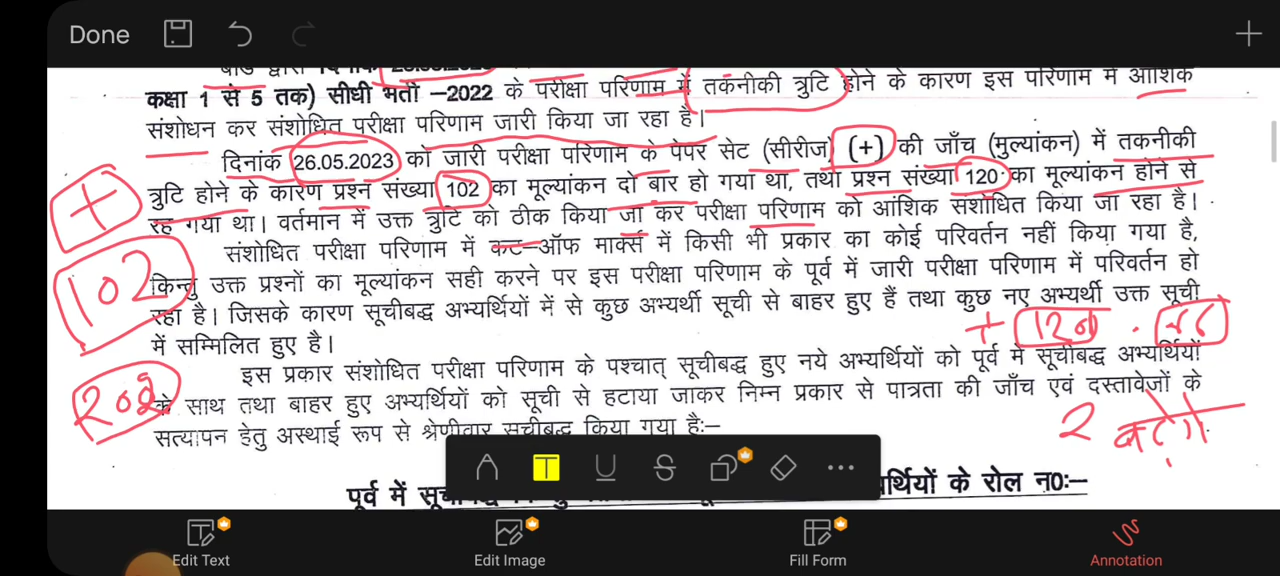 Done
बोर्ड द्वारा दिनांक
कक्षा 1 से 5 तक) सीधी भर्ती –2022 के परीक्षा परिणाम में तकनीकी त्रुटि होने के कारण इस परिणाम में आंशिक
संशोधन कर संशोधित परीक्षा परिणाम जारी किया जा रहा है।
दिनांक 26.05.2023 को जारी परीक्षा परिणाम के पेपर सेट (सीरीज) (+) की जाँच (मुल्यांकन) में तकनीकी
+
त्रुटि होने के कारण प्रश्न संख्या 102 का मूल्यांकन दो बार हो गया था, तथा प्रश्न संख्या 120 का मूल्यांकन होने से
रह गया था। वर्तमान में उक्त त्रुटि को ठीक किया जा कर परीक्षा परिणाम को आंशिक संशोधित किया जा रहा है।
संशोधित परीक्षा परिणाम में कट–ऑफ मार्क्स में किसी भी प्रकार का कोई परिवर्तन नहीं किया गया है,
102
किन्तु उक्त प्रश्नों का मूल्यांकन सही करने पर इस परीक्षा परिणाम के पूर्व में जारी परीक्षा परिणाम में परिवर्तन हो
रहा है। जिसके कारण सूचीबद्ध अभ्यर्थियों में से कुछ अभ्यर्थी सूची से बाहर हुए हैं तथा कुछ नए अभ्यर्थी उक्त सूची
+ 120
में सम्मिलित हुए है।
इस प्रकार संशोधित परीक्षा परिणाम के पश्चात् सूचीबद्ध हुए नये अभ्यर्थियों को पूर्व में सूचीबद्ध अभ्यर्थियों
के साथ तथा बाहर हुए अभ्यर्थियों को सूची से हटाया जाकर निम्न प्रकार से पात्रता की जाँच एवं दस्तावेजों के
2
सत्यापन हेतु अस्थाई रूप से श्रेणीवार सूचीबद्ध किया गया है:–
पूर्व में
के रोल न0:–
Edit Text
Edit Image
Fill Form
Annotation